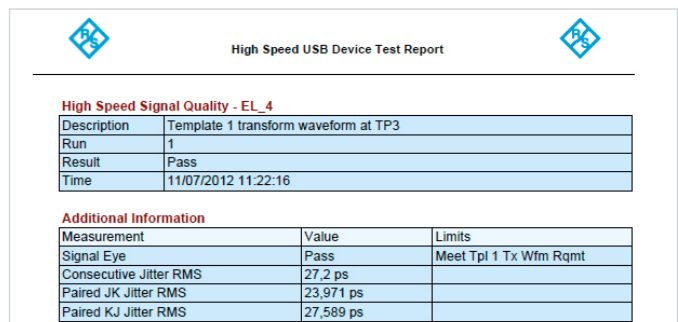 R&S R&S
High Speed USB Device Test Report
High Speed Signal Quality - EL_4
Description Template 1 transform waveform at TP3
Run 1
Result Pass
Time 11/07/2012 11:22:16
Additional Information
Measurement Value Limits
Signal Eye Pass Meet Tpl 1 Tx Wfm Rqmt
Consecutive Jitter RMS 27,2 ps
Paired JK Jitter RMS 23,971 ps
Paired KJ Jitter RMS 27,589 ps